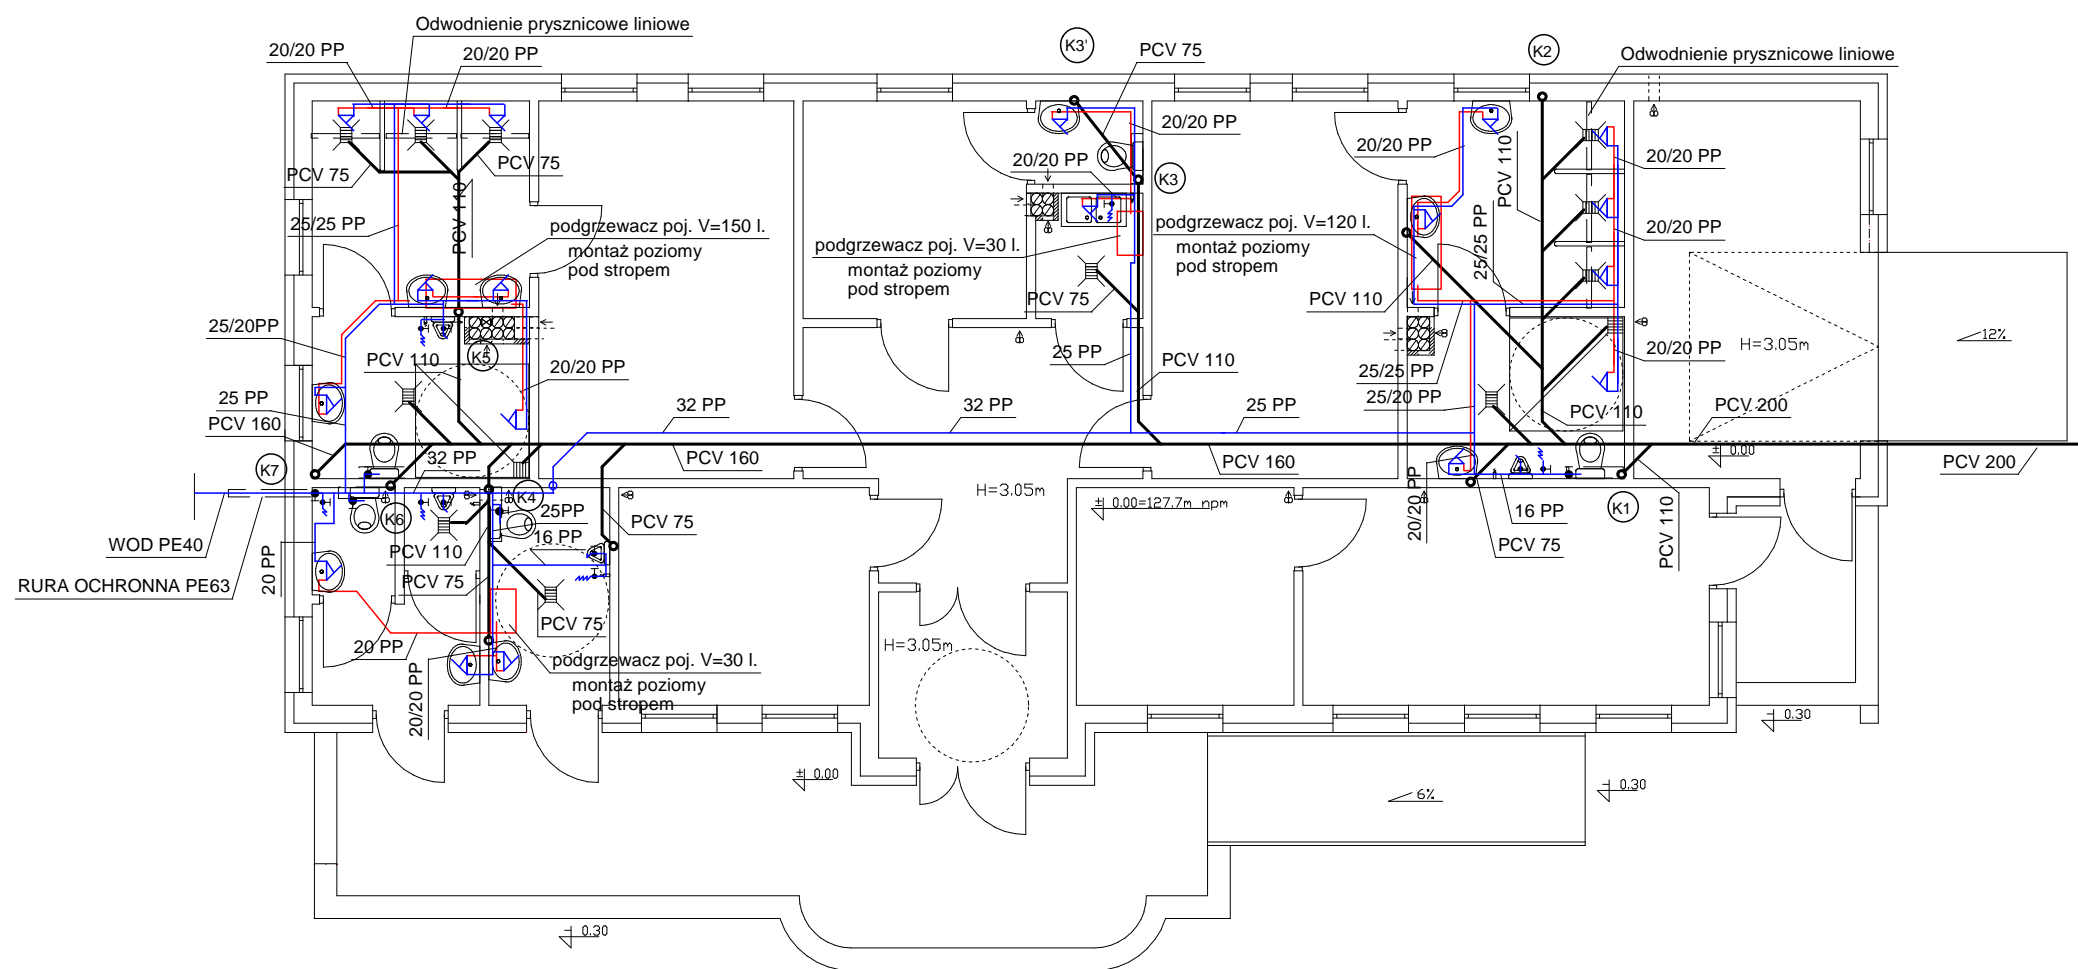 Odwodnienie prysznicowe liniowe
20/20 PP
20/20 PP
K3'
PCV 75
K2
Odwodnienie prysznicowe liniowe
20/20 PP
20/20 PP
20/20 PP
PCV 75
PCV 75
PCV 110
20/20 PP
K3
PCV 110
25/25 PP
podgrzewacz poj. V=150 l.
montaż poziomy
pod stropem
podgrzewacz poj. V=30 l.
montaż poziomy
pod stropem
podgrzewacz poj. V=120 l.
montaż poziomy
pod stropem
20/20 PP
25/25 PP
PCV 75
PCV 110
25/20PP
PCV 110
K5
20/20 PP
25 PP
PCV 110
25/25 PP
20/20 PP
H=3.05m
12%
25 PP
PCV 160
32 PP
32 PP
25 PP
25/20 PP
PCV 110
PCV 200
K7
32 PP
PCV 160
PCV 160
± 0.00
PCV 200
K6
K4
25PP
PCV 75
H=3.05m
± 0.00=127.7m npm
20/20 PP
16 PP
K1
PCV 110
WOD PE40
PCV 110
16 PP
PCV 75
RURA OCHRONNA PE63
20 PP
PCV 75
PCV 75
20 PP
H=3.05m
podgrzewacz poj. V=30 l.
montaż poziomy
pod stropem
20/20 PP
- 0.30
± 0.00
6%
- 0.30
- 0.30